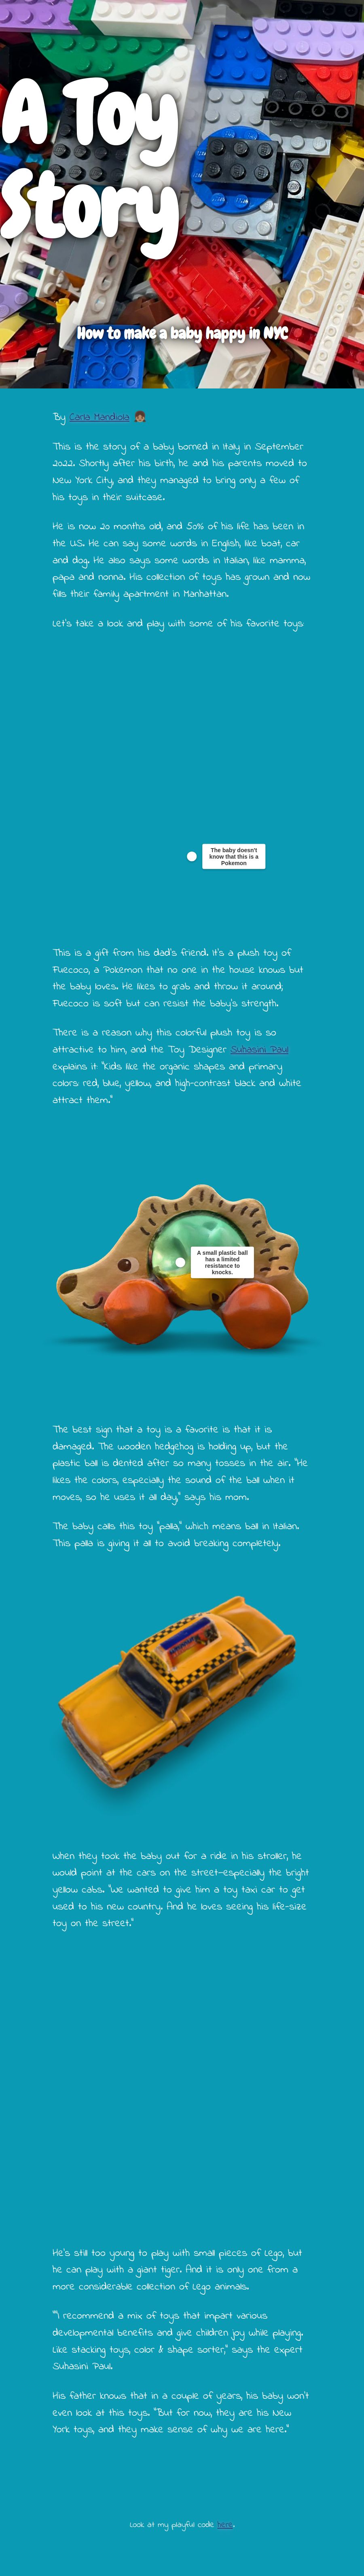 A Toy
Story
How to make a baby happy in NYC
By Carla Mandiola 👧🏽
This is the story of a baby borned in Italy in September
2022. Shortly after his birth, he and his parents moved to
New York City, and they managed to bring only a few of
his toys in their suitcase.
He is now 20 months old, and 50% of his life has been in
the U.S. He can say some words in English, like boat, car
and dog. He also says some words in Italian, like mamma,
papa and nonna. His collection of toys has grown and now
fills their family apartment in Manhattan.
Let's take a look and play with some of his favorite toys:
The baby doesn't
know that this is a
Pokemon
This is a gift from his dad's friend. It's a plush toy of
Fuecoco, a Pokemon that no one in the house knows but
the baby loves. He likes to grab and throw it around;
Fuecoco is soft but can resist the baby's strength.
There is a reason why this colorful plush toy is so
attractive to him, and the Toy Designer Suhasini Paul
explains it "Kids like the organic shapes and primary
colors: red, blue, yellow, and high-contrast black and white
attract them."
A small plastic ball
has a limited
resistance to
knocks.
The best sign that a toy is a favorite is that it is
damaged. The wooden hedgehog is holding up, but the
plastic ball is dented after so many tosses in the air. "He
likes the colors, especially the sound of the ball when it
moves, so he uses it all day," says his mom.
The baby calls this toy "palla," which means ball in Italian.
This palla is giving it all to avoid breaking completely.
When they took the baby out for a ride in his stroller, he
would point at the cars on the street—especially the bright
yellow cabs. "We wanted to give him a toy taxi car to get
used to his new country. And he loves seeing his life-size
toy on the street."
He's still too young to play with small pieces of Lego, but
he can play with a giant tiger. And it is only one from a
more considerable collection of Lego animals.
"I recommend a mix of toys that impart various
developmental benefits and give children joy while playing.
Like stacking toys, color & shape sorter," says the expert
Suhasini Paul.
His father knows that in a couple of years, his baby won't
even look at this toys. "But for now, they are his New
York toys, and they make sense of why we are here."
Look at my playful code here.